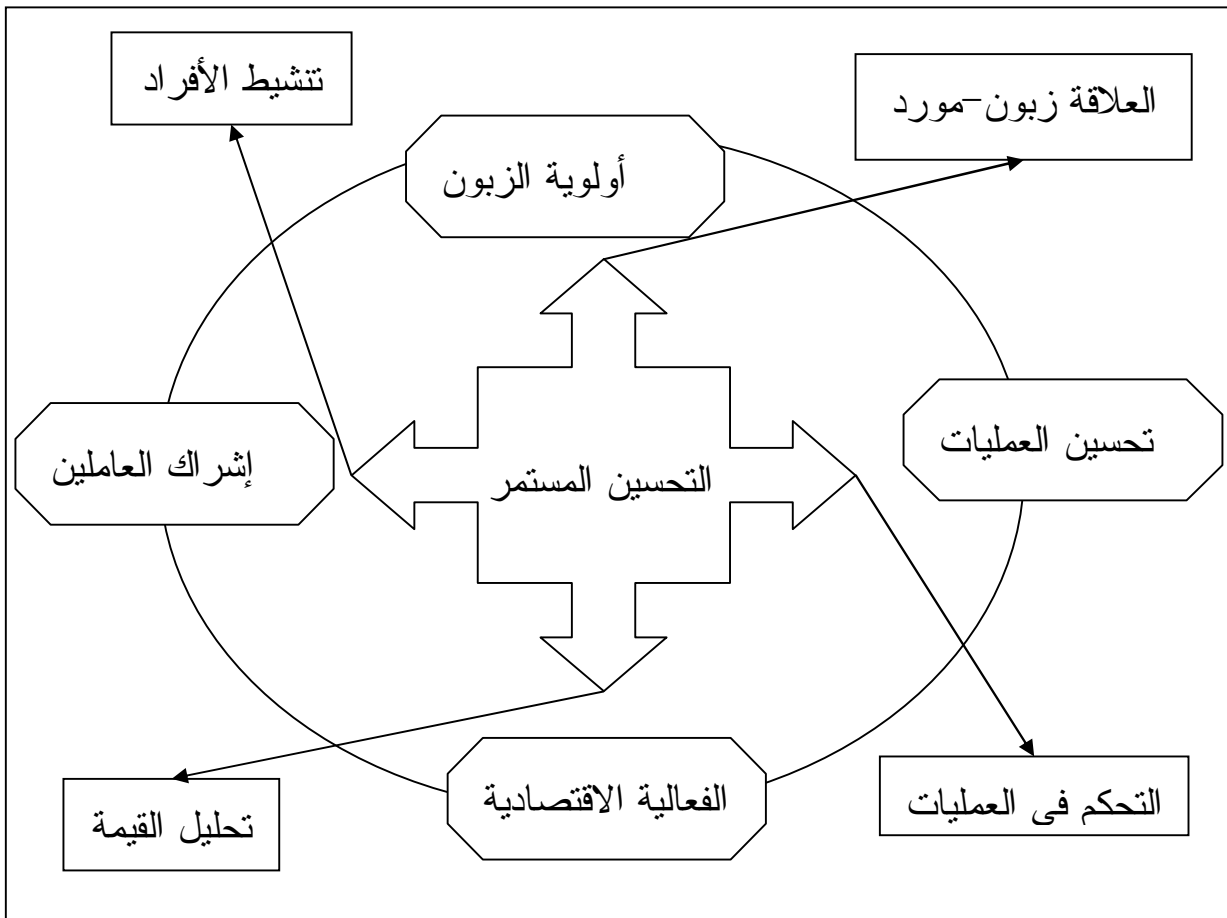 تنشيط الأفراد
العلاقة زبون-مورد
أولوية الزبون
تحسين العمليات
التحسين المستمر
إشراك العاملين
الفعالية الاقتصادية
التحكم في العمليات
تحليل القيمة